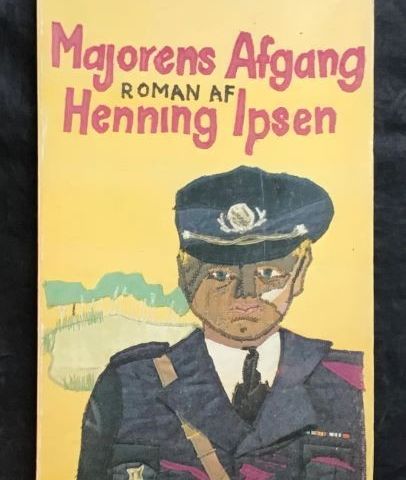 Majorens Afgang
ROMAN AF
Henning Ipsen